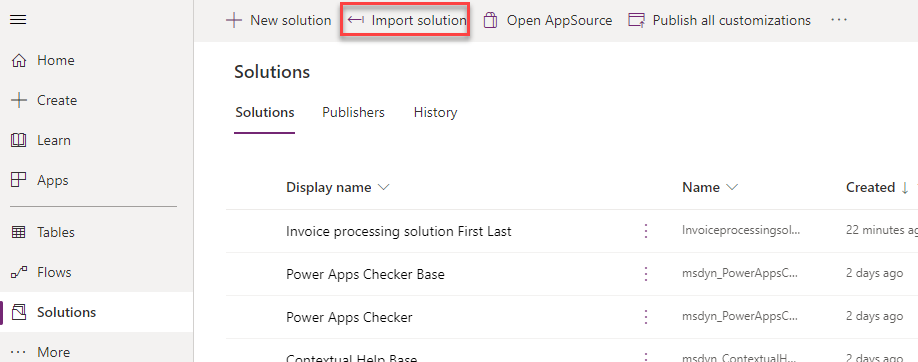 New solution Import solution Open AppSource Publish all customizations ...
Home
Create
Learn
Apps
Tables
Flows
Solutions
More
Solutions
Solutions Publishers History
Display name Name Created
Invoice processing solution First Last Invoiceprocessingsol... 22 minutes ag
Power Apps Checker Base msdyn_PowerAppsC... 2 days ago
Power Apps Checker msdyn_PowerAppsC... 2 days ago
Contextual Help Base msdyn_ContextualH... 2 days ago